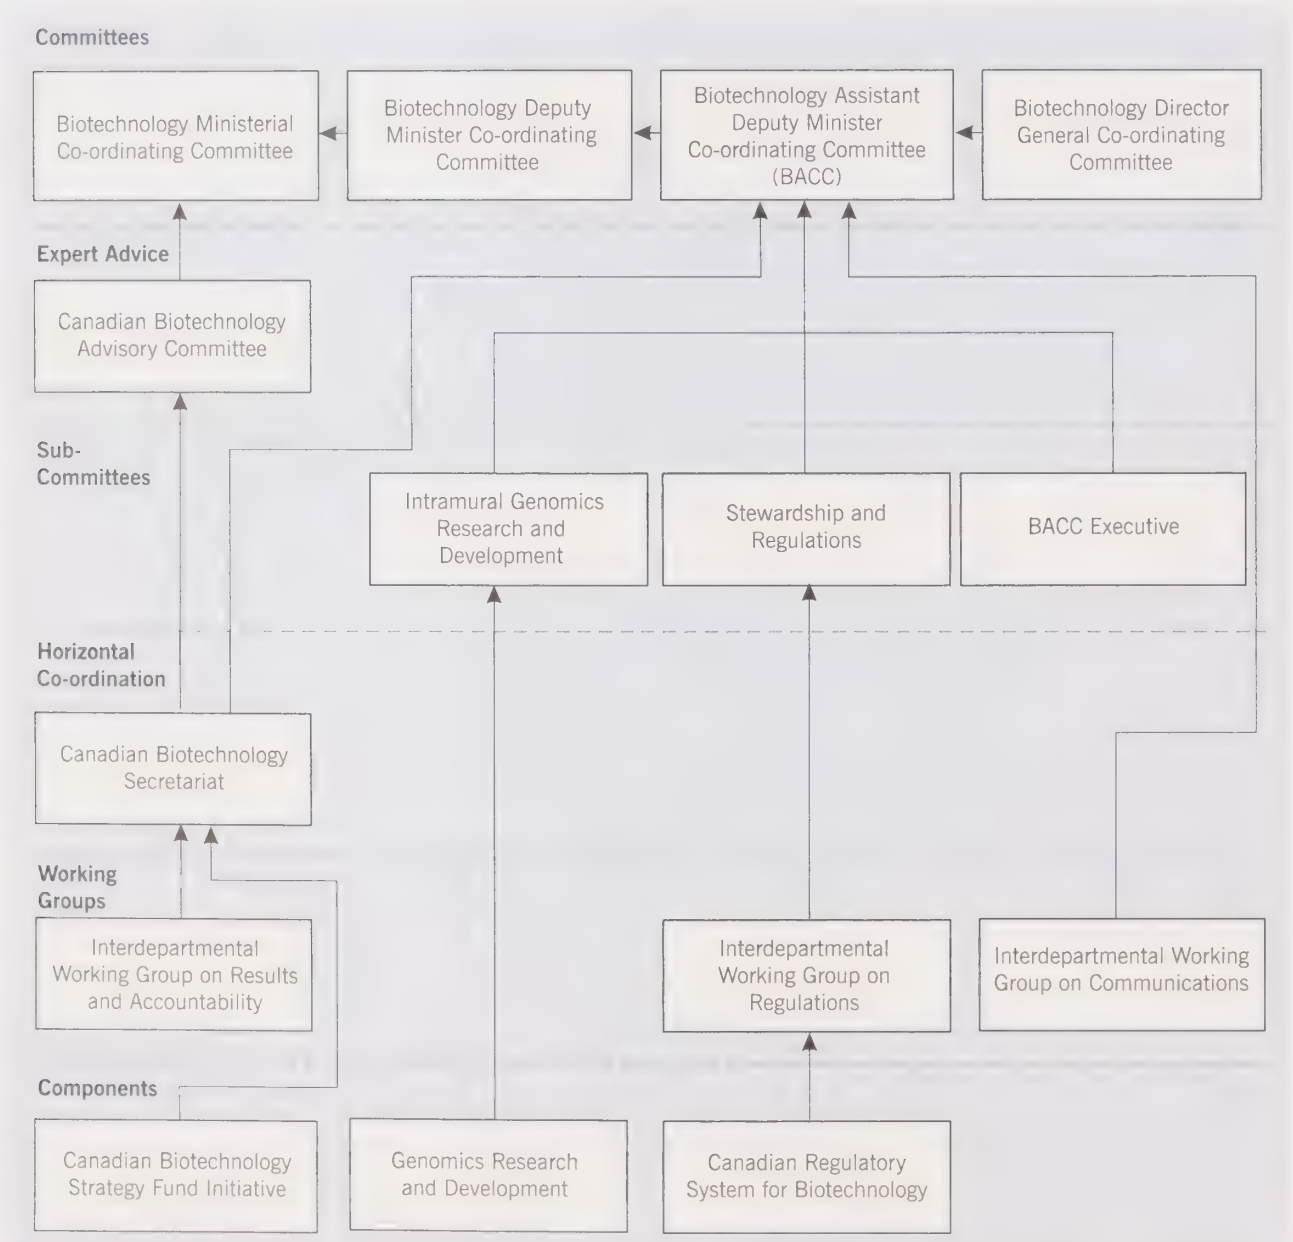 Committees
Biotechnology Ministerial
Co-ordinating Committee
Biotechnology Deputy
Minister Co-ordinating
Committee
Biotechnology Assistant
Deputy Minister
Co-ordinating Committee
(BACC)
Biotechnology Director
General Co-ordinating
Committee
Expert Advice
Canadian Biotechnology
Advisory Committee
Sub-
Committees
Intramural Genomics
Research and
Development
Stewardship and
Regulations
BACC Executive
Horizontal
Co-ordination
Canadian Biotechnology
Secretariat
Working
Groups
Interdepartmental
Working Group on Results
and Accountability
Interdepartmental
Working Group on
Regulations
Interdepartmental Working
Group on Communications
Components
Canadian Biotechnology
Strategy Fund Initiative
Genomics Research
and Development
Canadian Regulatory
System for Biotechnology